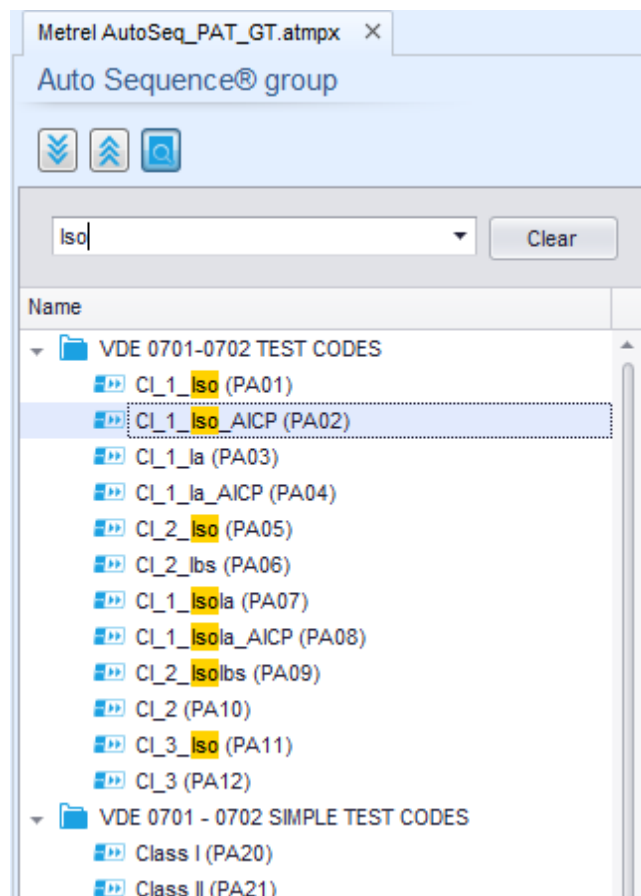 Metrel AutoSeq_PAT_GT.atmpx
Auto Sequence® group
Iso
Clear
Name
VDE 0701-0702 TEST CODES
Cl_1_Iso (PA01)
Cl_1_Iso_AICP (PA02)
Cl_1_Ia (PA03)
Cl_1_Ia_AICP (PA04)
Cl_2_Iso (PA05)
Cl_2_Ibs (PA06)
Cl_1_IsoIa (PA07)
Cl_1_IsoIa_AICP (PA08)
Cl_2_IsoIbs (PA09)
Cl_2 (PA10)
Cl_3_Iso (PA11)
Cl_3 (PA12)
VDE 0701 - 0702 SIMPLE TEST CODES
Class I (PA20)
Class II (PA21)